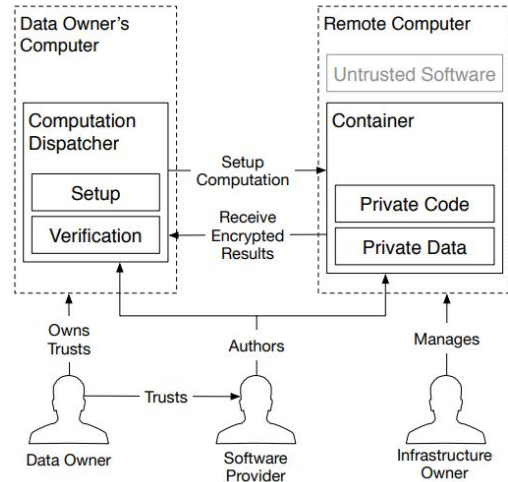 Data Owner's
Computer
Remote Computer
Untrusted Software
Computation
Dispatcher
Container
Setup
Computation
Setup
Private Code
Verification
Receive
Encrypted
Results
Private Data
Owns
Trusts
Authors
Manages
Trusts
Data Owner
Software
Provider
Infrastructure
Owner